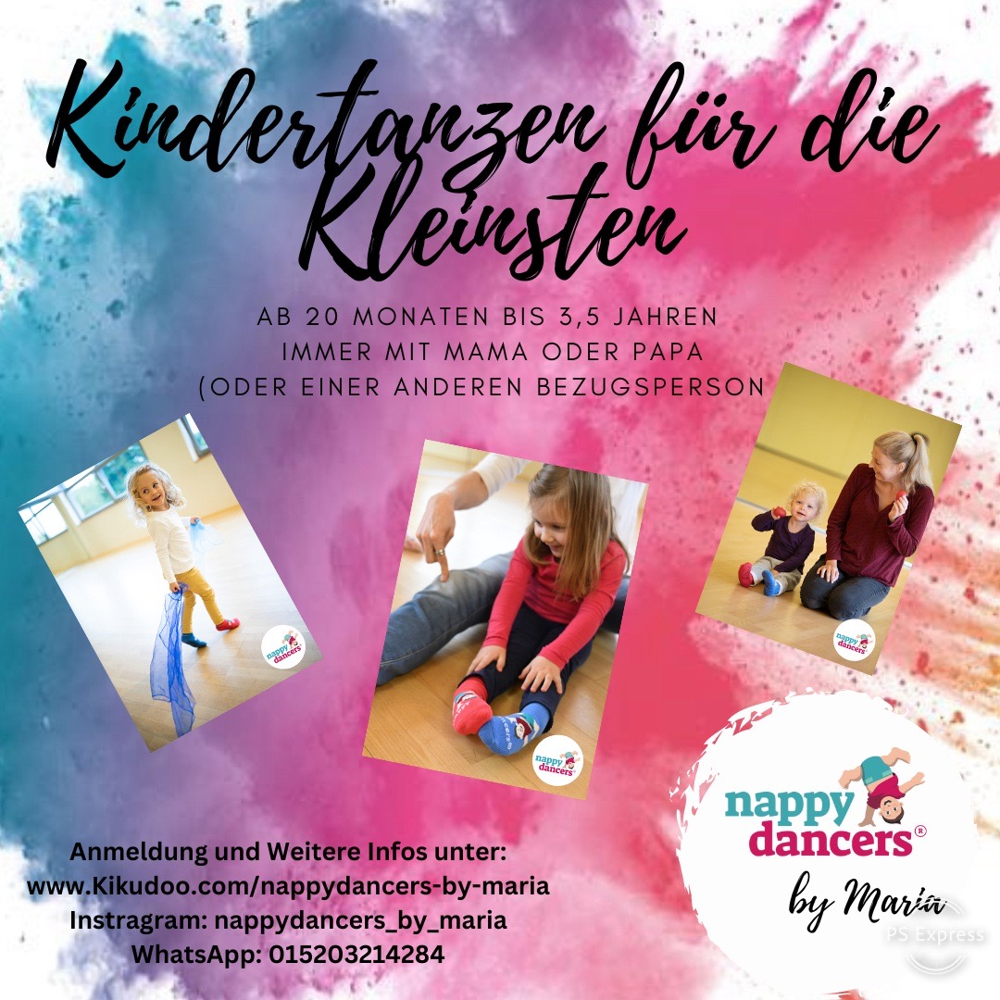 Kindertanzen für die
Kleinsten
AB 20 MONATEN BIS 3,5 JAHREN
IMMER MIT MAMA ODER PAPA
(ODER EINER ANDEREN BEZUGSPERSON
nappy
dancers
nappy
dancers
nappy
dancers
nappy
dancers®
by Maria
PS Express
Anmeldung und Weitere Infos unter:
www.Kikudoo.com/nappydancers-by-maria
Instragram: nappydancers_by_maria
WhatsApp: 015203214284